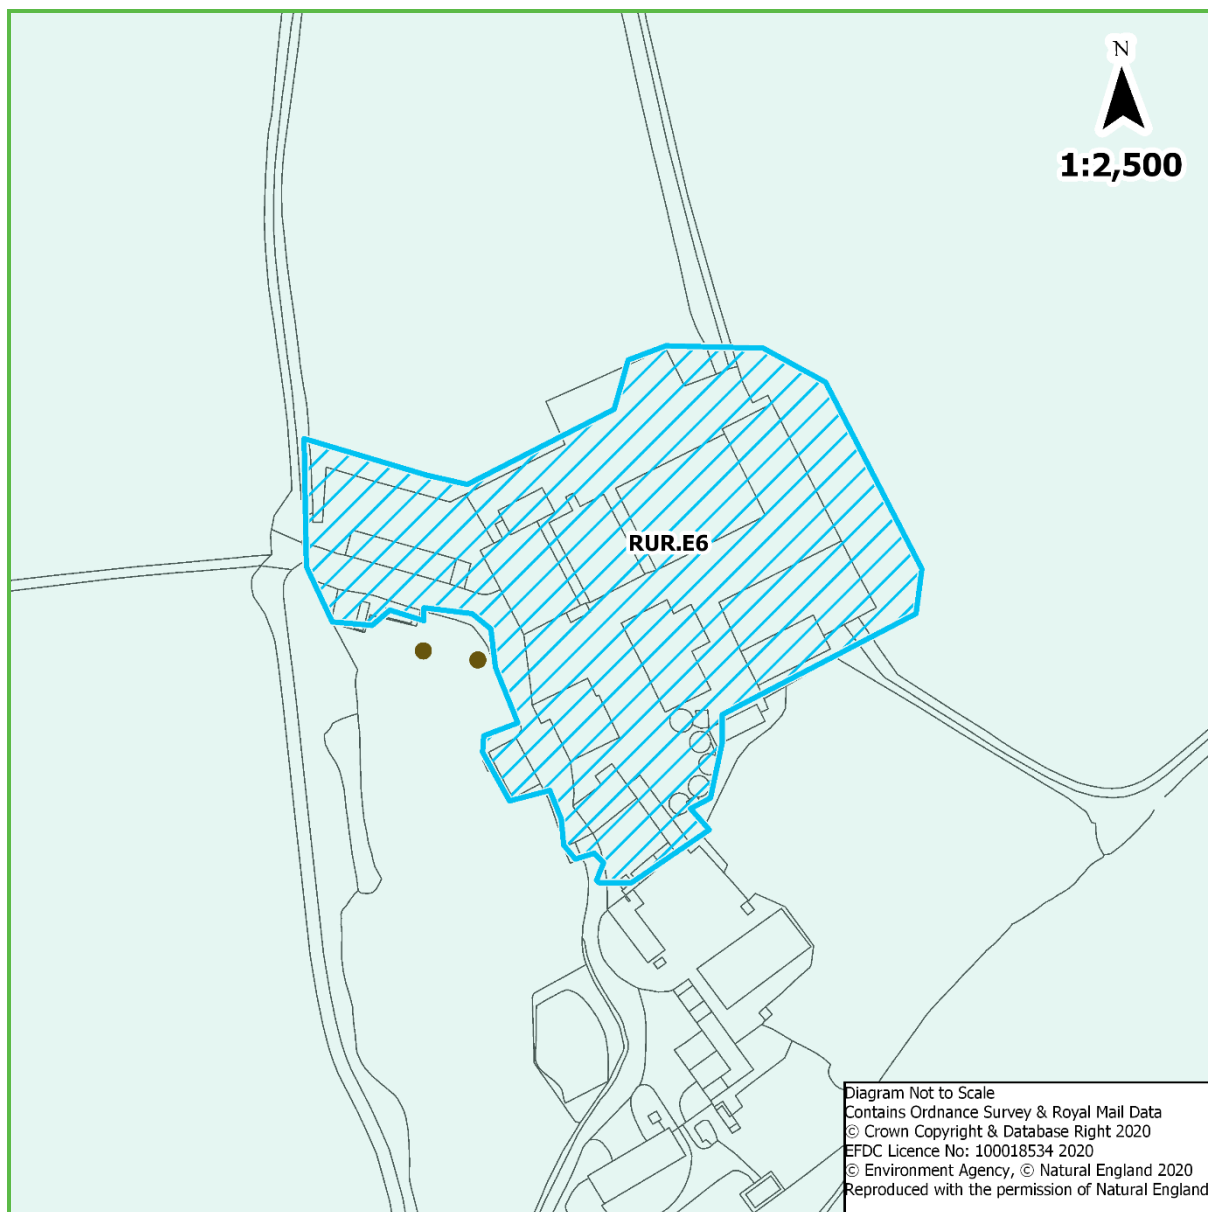 N
1:2,500
RUR.E6
Diagram Not to Scale
Contains Ordnance Survey & Royal Mail Data
© Crown Copyright & Database Right 2020
EFDC Licence No: 100018534 2020
© Environment Agency, © Natural England 2020
Reproduced with the permission of Natural England